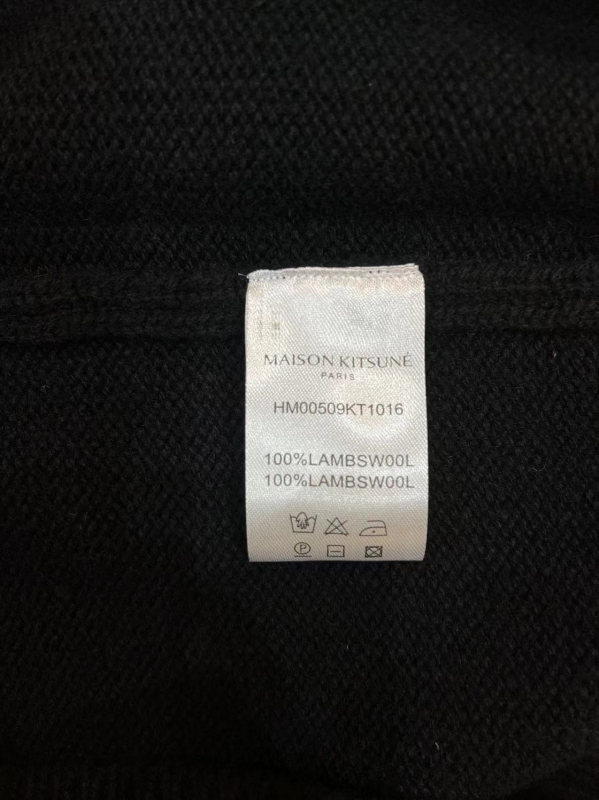 MAISON KITSUNÉ
PARIS
HM00509KT1016
100%LAMBSW00L
100%LAMBSW00L
P